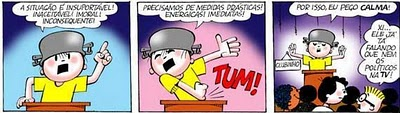 A SITUAÇÃO É INSUPORTÁVEL!
INACEITÁVEL! IMORAL!
INCONSEQUENTE!
PRECISAMOS DE MEDIDAS DRÁSTICAS!
ENERGICAS! IMEDIATAS!
TUM!
POR ISSO, EU PEÇO CALMA!
XI...
ELE JÁ
TÁ
FALANDO
QUE NEM
OS
POLÍTICOS
NA TV!
CLUBINHO